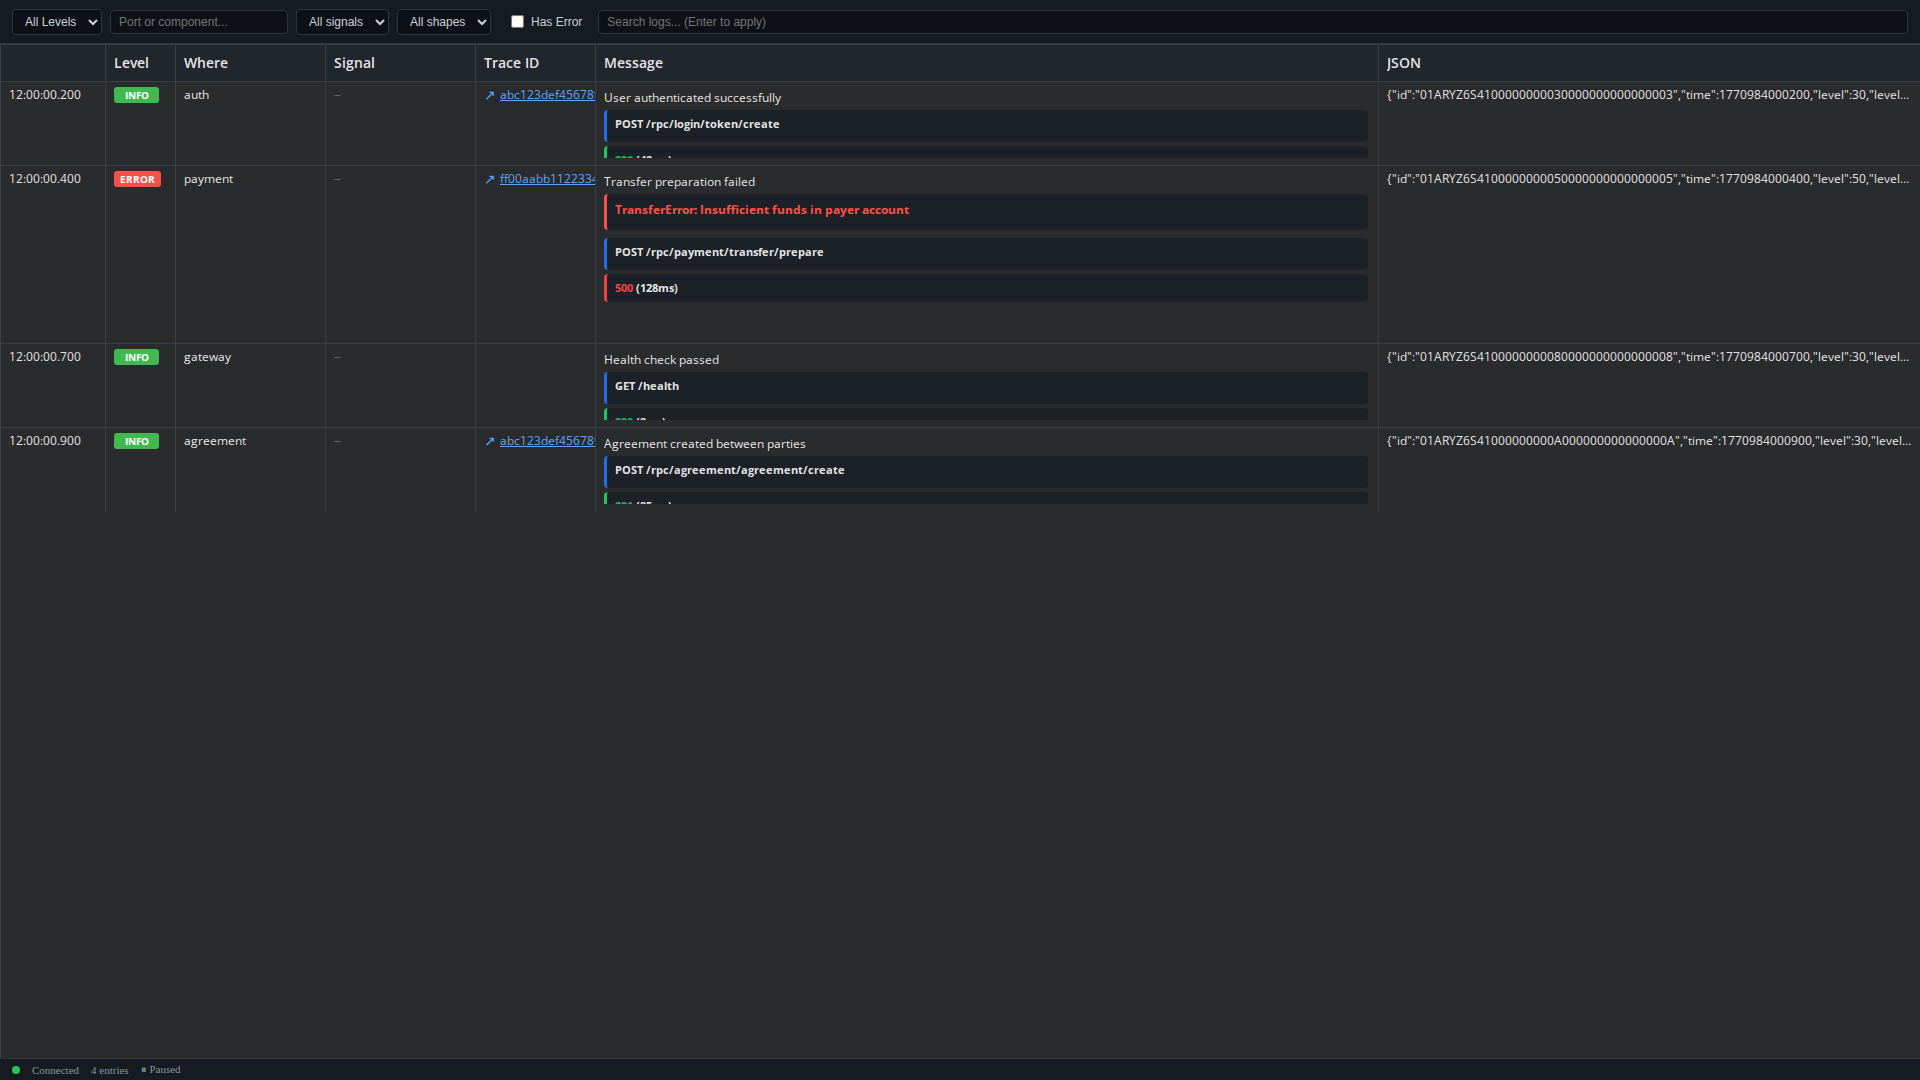 All Levels Port or component... All signals All shapes Has Error Search logs... (Enter to apply)
Level Where Signal Trace ID Message JSON
12:00:00.200 INFO auth – ↗ abc123def45678 User authenticated successfully {"id":"01ARYZ6S4100000000030000000000000003","time":1770984000200,"level":30,"level...
POST /rpc/login/token/create
12:00:00.400 ERROR payment – ↗ ff00aabb1122334 Transfer preparation failed {"id":"01ARYZ6S4100000000050000000000000005","time":1770984000400,"level":50,"level...
TransferError: Insufficient funds in payer account
POST /rpc/payment/transfer/prepare
500 (128ms)
12:00:00.700 INFO gateway – Health check passed {"id":"01ARYZ6S4100000000080000000000000008","time":1770984000700,"level":30,"level...
GET /health
12:00:00.900 INFO agreement – ↗ abc123def45678 Agreement created between parties {"id":"01ARYZ6S41000000000A000000000000000A","time":1770984000900,"level":30,"level...
POST /rpc/agreement/agreement/create
Connected 4 entries ⏸ Paused